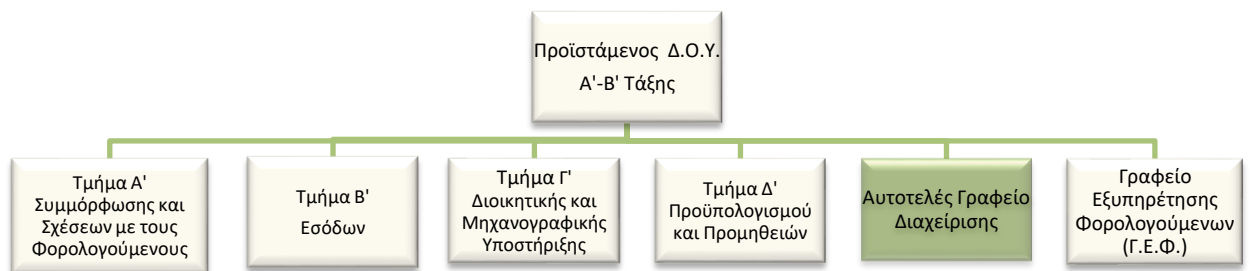 Προϊστάμενος Δ.Ο.Υ.
Α'-Β' Τάξης
Τμήμα Α'
Συμμόρφωσης και
Σχέσεων με τους
Φορολογούμενους
Τμήμα Β'
Εσόδων
Τμήμα Γ'
Διοικητικής και
Μηχανογραφικής
Υποστήριξης
Τμήμα Δ'
Προϋπολογισμού
και Προμηθειών
Αυτοτελές Γραφείο
Διαχείρισης
Γραφείο
Εξυπηρέτησης
Φορολογούμενων
(Γ.Ε.Φ.)